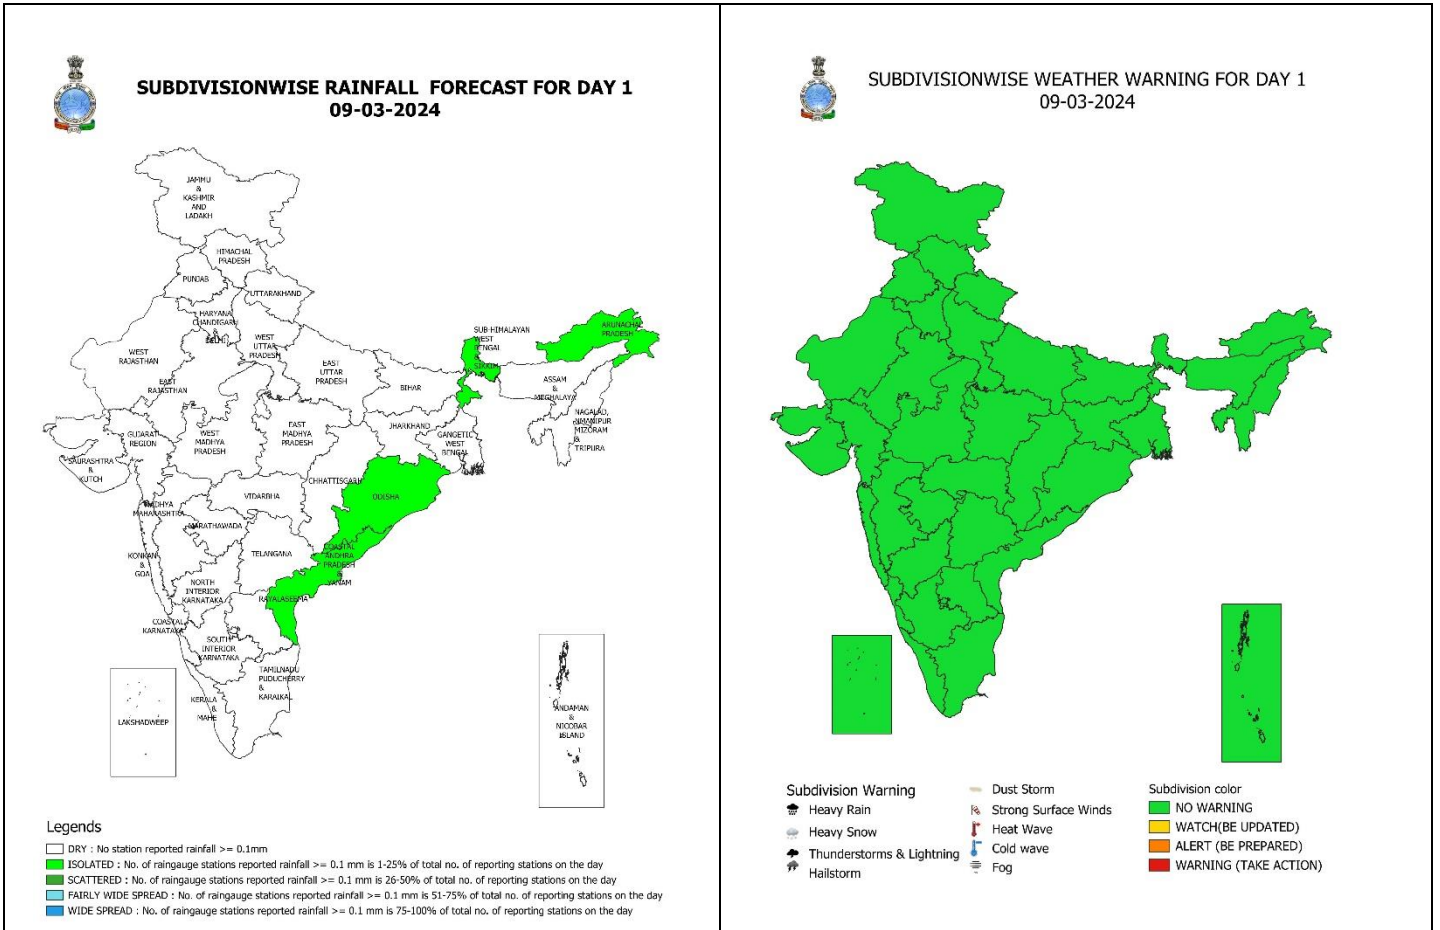 SUBDIVISIONWISE RAINFALL FORECAST FOR DAY 1
09-03-2024
JAMMU
&
KASHMIR
AND
LADAKH
HIMACHAL
PRADESH
PUNJAB
UTTARAKHAND
HARYANA
CHANDIGARH
&
DELHI
WEST
UTTAR
PRADESH
WEST
RAJASTHAN
EAST
RAJASTHAN
EAST
UTTAR
PRADESH
BIHAR
SUB-HIMALAYAN
WEST
BENGAL
&
SIKKIM
ARUNACHAL
PRADESH
ASSAM
&
MEGHALAYA
NAGALAD,
MANIPUR
MIZORAM
&
TRIPURA
JHARKHAND
GANGETIC
WEST
BENGAL
GUJARAT
REGION
SAURASHTRA
&
KUTCH
WEST
MADHYA
PRADESH
EAST
MADHYA
PRADESH
CHHATTISGARH
ODISHA
VIDARBHA
MADHYA
MAHARASHTRA
MARATHAWADA
KONKAN
&
GOA
TELANGANA
COASTAL
ANDHRA
PRADESH
&
YANAM
RAYALASEEMA
NORTH
INTERIOR
KARNATAKA
COASTAL
KARNATAKA
SOUTH
INTERIOR
KARNATAKA
TAMILNADU
PUDUCHERRY
&
KARAIKAL
KERALA
&
MAHE
LAKSHADWEEP
ANDAMAN
&
NICOBAR
ISLAND
Legends
DRY : No station reported rainfall >= 0.1mm
ISOLATED : No. of raingauge stations reported rainfall >= 0.1 mm is 1-25% of total no. of reporting stations on the day
SCATTERED : No. of raingauge stations reported rainfall >= 0.1 mm is 26-50% of total no. of reporting stations on the day
FAIRLY WIDE SPREAD : No. of raingauge stations reported rainfall >= 0.1 mm is 51-75% of total no. of reporting stations on the day
WIDE SPREAD : No. of raingauge stations reported rainfall >= 0.1 mm is 75-100% of total no. of reporting stations on the day
SUBDIVISIONWISE WEATHER WARNING FOR DAY 1
09-03-2024
Subdivision Warning
Heavy Rain
Heavy Snow
Thunderstorms & Lightning
Hailstorm
Dust Storm
Strong Surface Winds
Heat Wave
Cold wave
Fog
Subdivision color
NO WARNING
WATCH(BE UPDATED)
ALERT (BE PREPARED)
WARNING (TAKE ACTION)